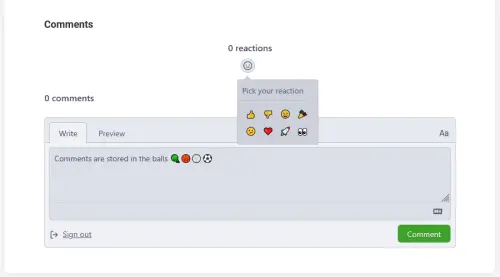 Comments
0 reactions
Pick your reaction
0 comments
Write Preview Aa
Comments are stored in the balls
Sign out Comment